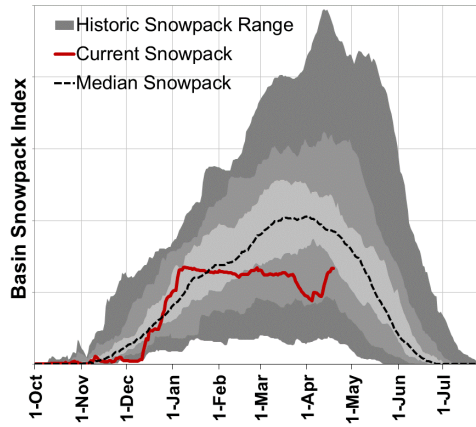 Historic Snowpack Range
Current Snowpack
Median Snowpack
Basin Snowpack Index
1-Oct
1-Nov
1-Dec
1-Jan
1-Feb
1-Mar
1-Apr
1-May
1-Jun
1-Jul